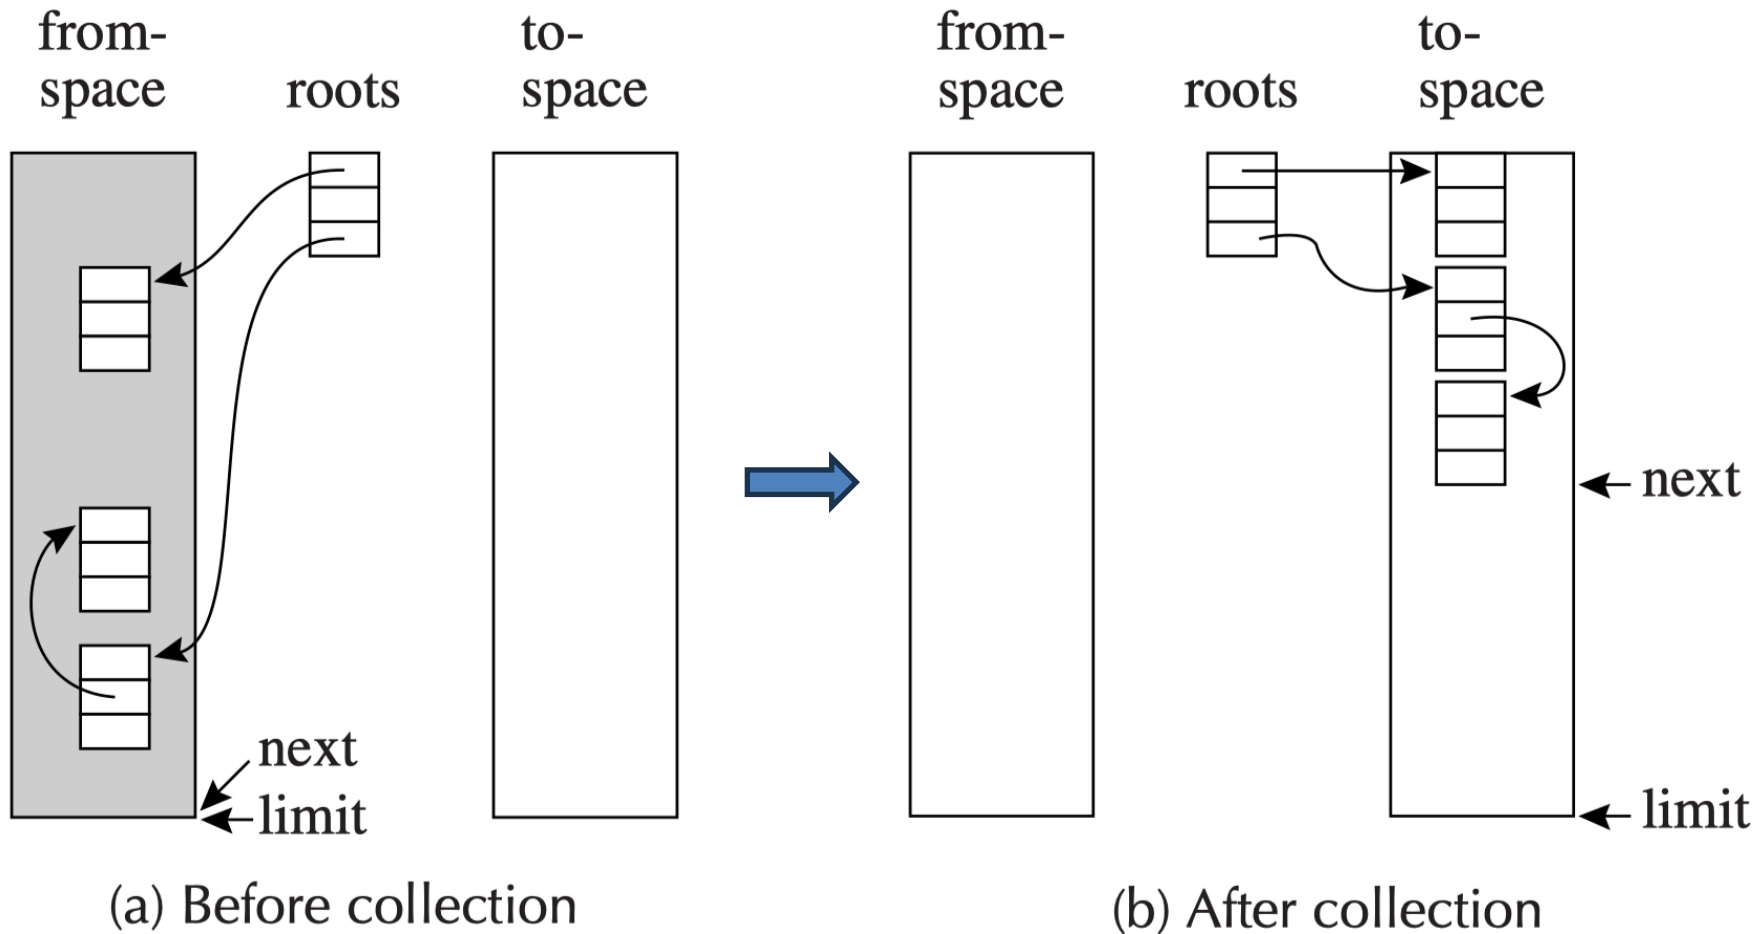 from-
space
roots
to-
space
next
limit
(a) Before collection
from-
space
roots
to-
space
next
limit
(b) After collection